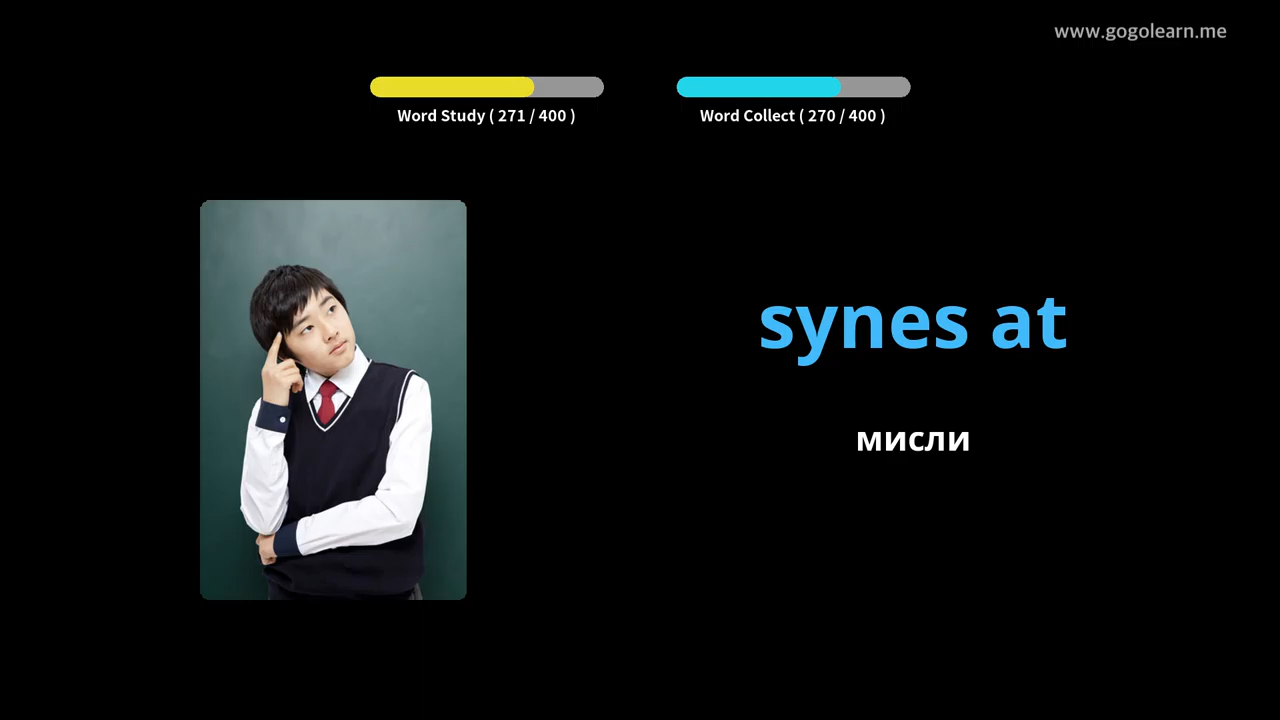 www.gogolearn.me
Word Study ( 271 / 400 )
Word Collect ( 270 / 400 )
synes at
мисли